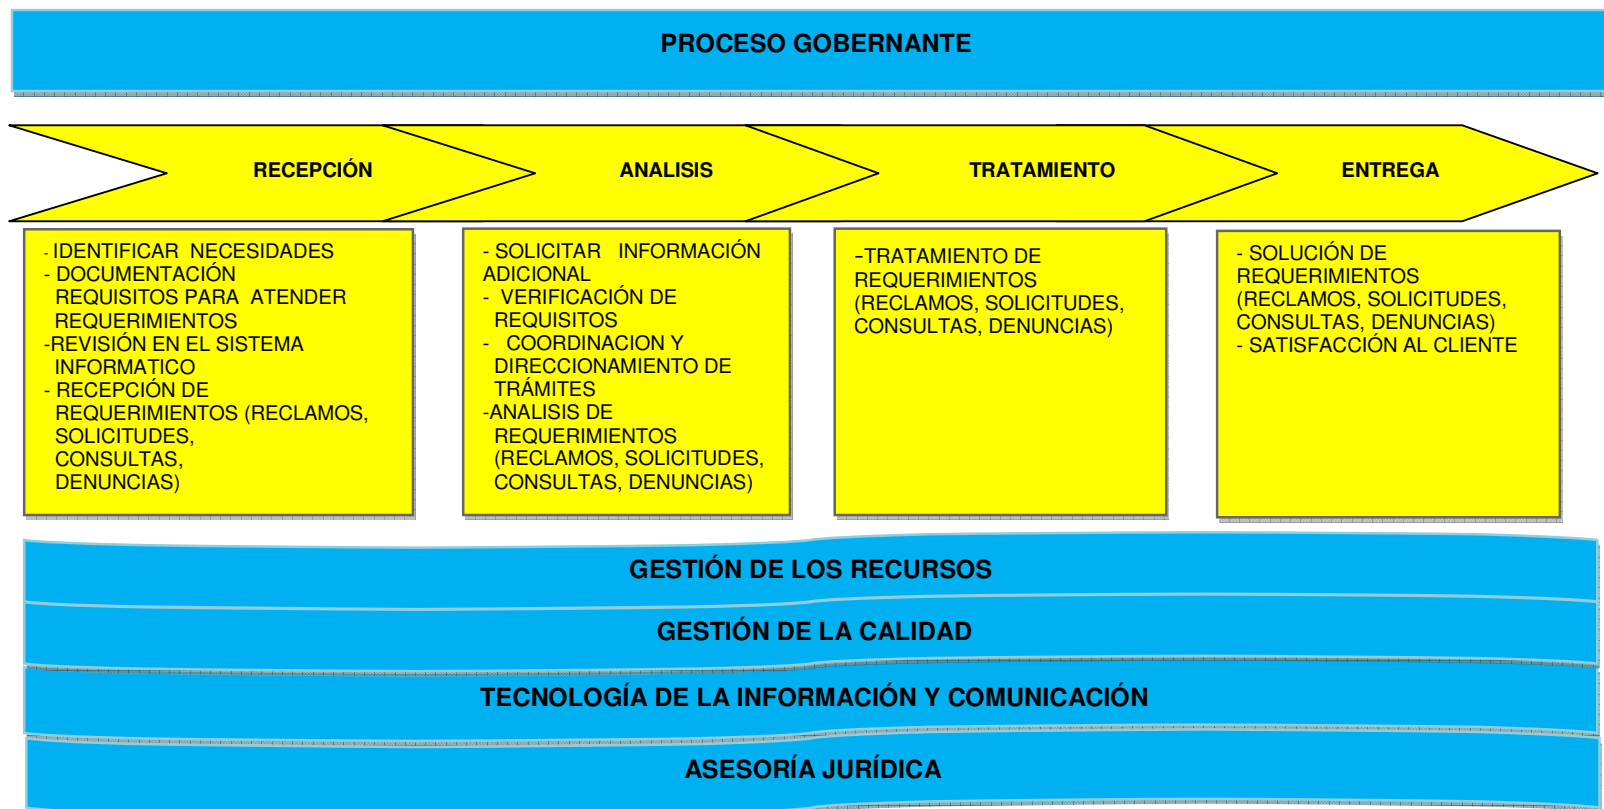 PROCESO GOBERNANTE
RECEPCIÓN
ANALISIS
TRATAMIENTO
ENTREGA
- IDENTIFICAR NECESIDADES
- DOCUMENTACIÓN
REQUISITOS PARA ATENDER
REQUERIMIENTOS
-REVISIÓN EN EL SISTEMA
INFORMATICO
- RECEPCIÓN DE
REQUERIMIENTOS (RECLAMOS,
SOLICITUDES,
CONSULTAS,
DENUNCIAS)
- SOLICITAR INFORMACIÓN
ADICIONAL
- VERIFICACIÓN DE
REQUISITOS
- COORDINACION Y
DIRECCIONAMIENTO DE
TRÁMITES
-ANALISIS DE
REQUERIMIENTOS
(RECLAMOS, SOLICITUDES,
CONSULTAS, DENUNCIAS)
-TRATAMIENTO DE
REQUERIMIENTOS
(RECLAMOS, SOLICITUDES,
CONSULTAS, DENUNCIAS)
- SOLUCIÓN DE
REQUERIMIENTOS
(RECLAMOS, SOLICITUDES,
CONSULTAS, DENUNCIAS)
- SATISFACCIÓN AL CLIENTE
GESTIÓN DE LOS RECURSOS
GESTIÓN DE LA CALIDAD
TECNOLOGÍA DE LA INFORMACIÓN Y COMUNICACIÓN
ASESORÍA JURÍDICA